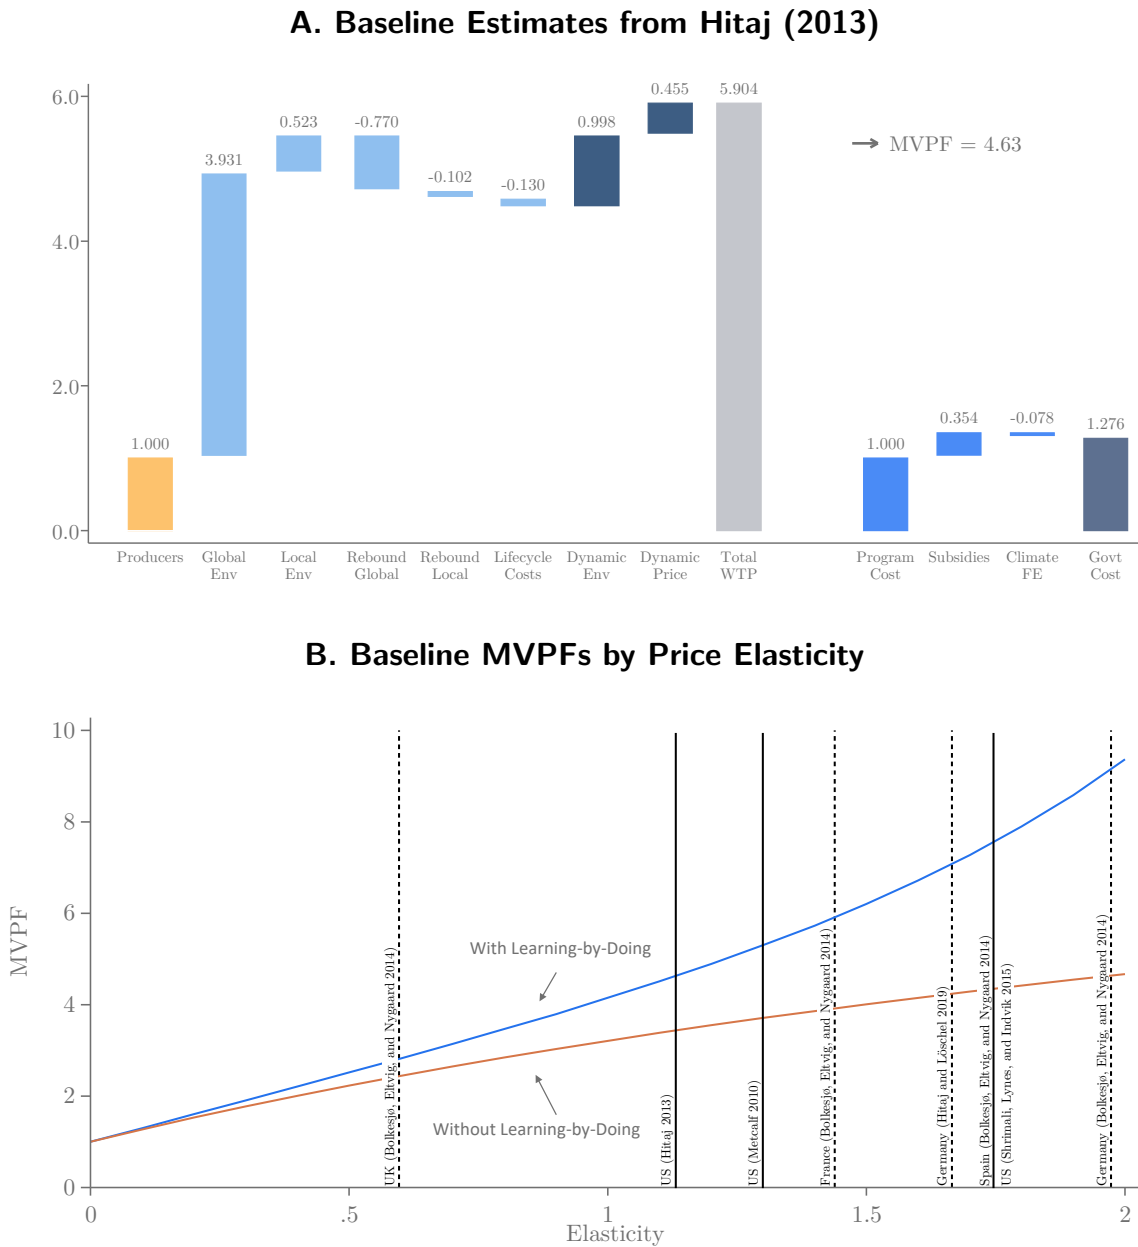 A. Baseline Estimates from Hitaj (2013)
6.0
4.0
2.0
0.0
1.000
3.931
0.523
-0.770
-0.102
-0.130
0.998
0.455
5.904
→ MVPF = 4.63
1.000
0.354
-0.078
1.276
Producers
Global
Env
Local
Env
Rebound
Global
Rebound
Local
Lifecycle
Costs
Dynamic
Env
Dynamic
Price
Total
WTP
Program
Cost
Subsidies
Climate
FE
Govt
Cost
B. Baseline MVPFs by Price Elasticity
MVPF
10
8
6
4
2
0
With Learning-by-Doing
Without Learning-by-Doing
UK (Bolkesjø, Eltvig, and Nygaard 2014)
US (Hitaj 2013)
US (Metcalf 2010)
France (Bolkesjø, Eltvig, and Nygaard 2014)
Germany (Hitaj and Löschel 2019)
Spain (Bolkesjø, Eltvig, and Nygaard 2014)
US (Shrimali, Lynes, and Indvik 2015)
Germany (Bolkesjø, Eltvig, and Nygaard 2014)
0
.5
1
1.5
2
Elasticity